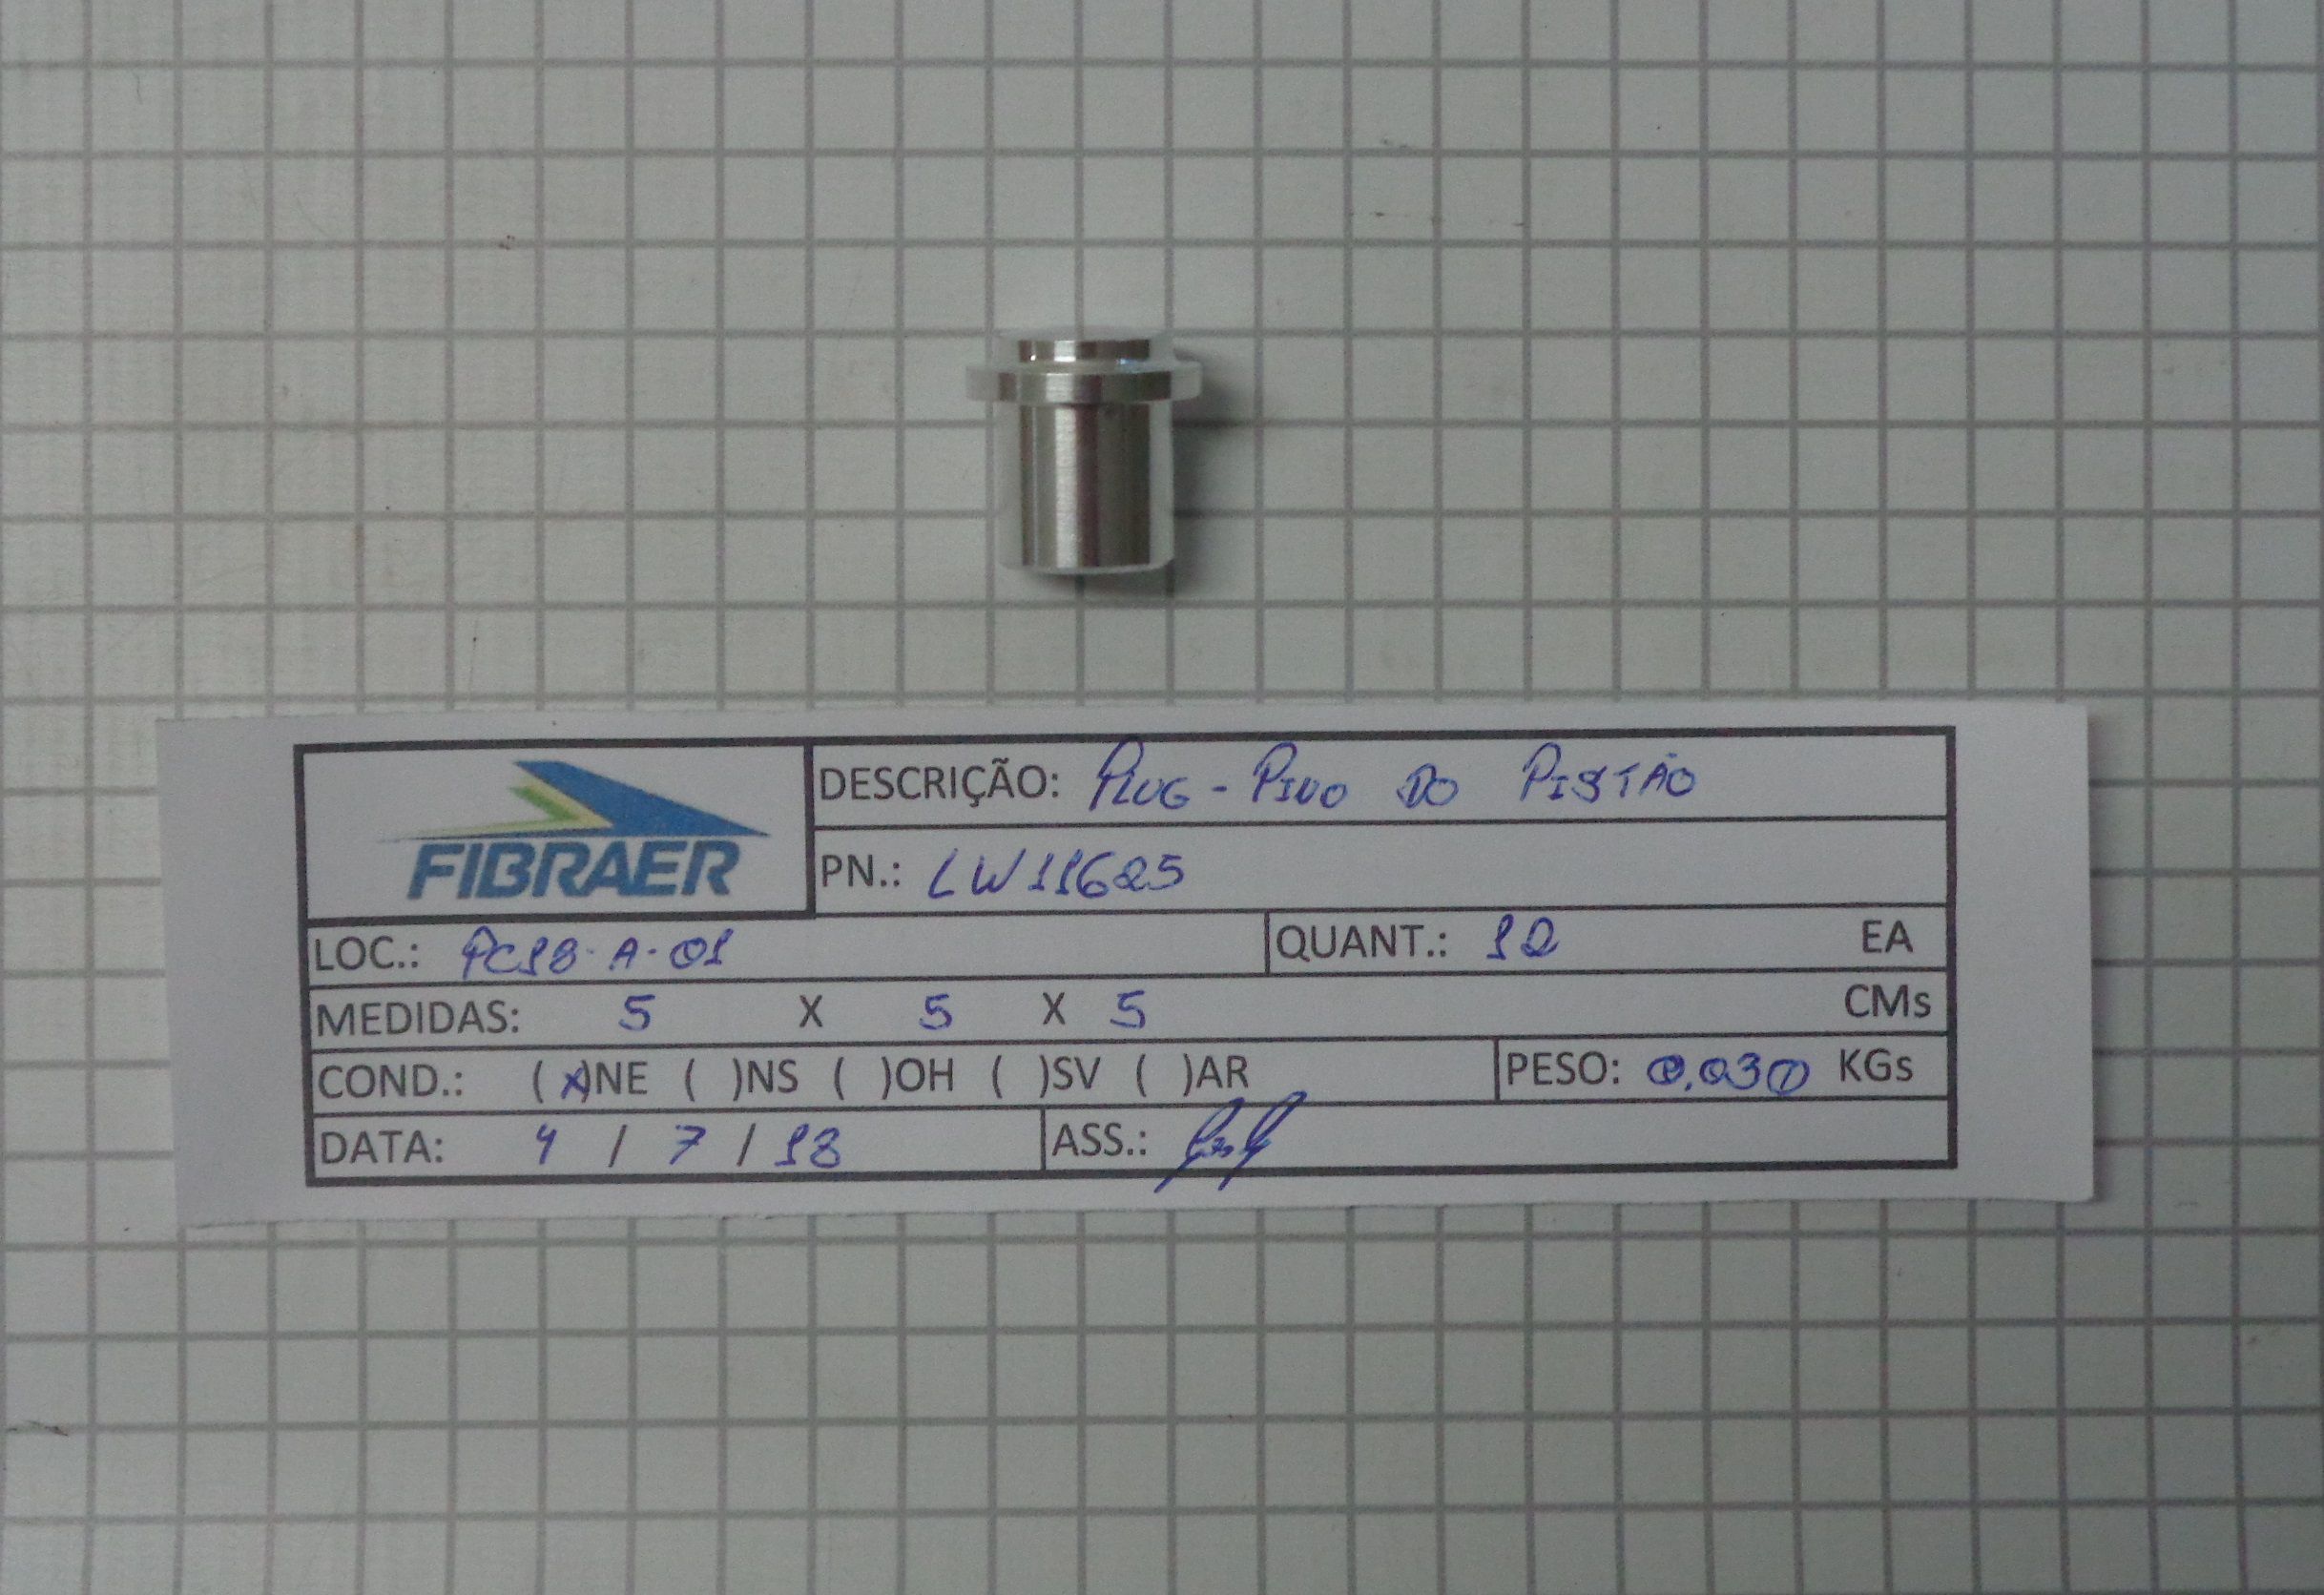 FIBRAER
DESCRIÇÃO: PLUG - PINO DO PISTÃO
PN.: LW11625
LOC.: PC18-A-01 QUANT.: 12 EA
MEDIDAS: 5 X 5 X 5 CMs
COND.: (x)NE ( )NS ( )OH ( )SV ( )AR PESO: 0,030 KGs
DATA: 4 / 7 / 18 ASS.: